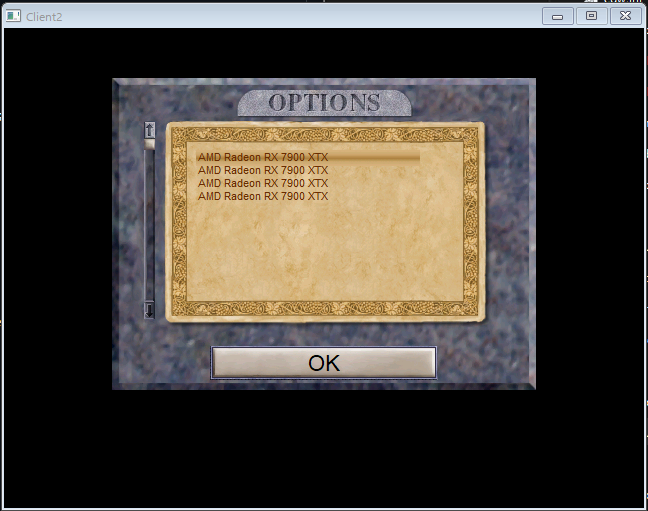 Client2
OPTIONS
AMD Radeon RX 7900 XTX
AMD Radeon RX 7900 XTX
AMD Radeon RX 7900 XTX
AMD Radeon RX 7900 XTX
OK